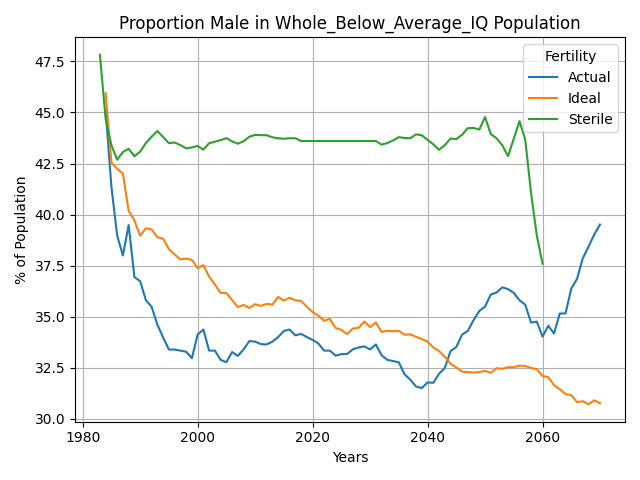 Proportion Male in Whole_Below_Average_IQ Population
Fertility
Actual
Ideal
Sterile
% of Population
47.5
45.0
42.5
40.0
37.5
35.0
32.5
30.0
1980
2000
2020
2040
2060
Years